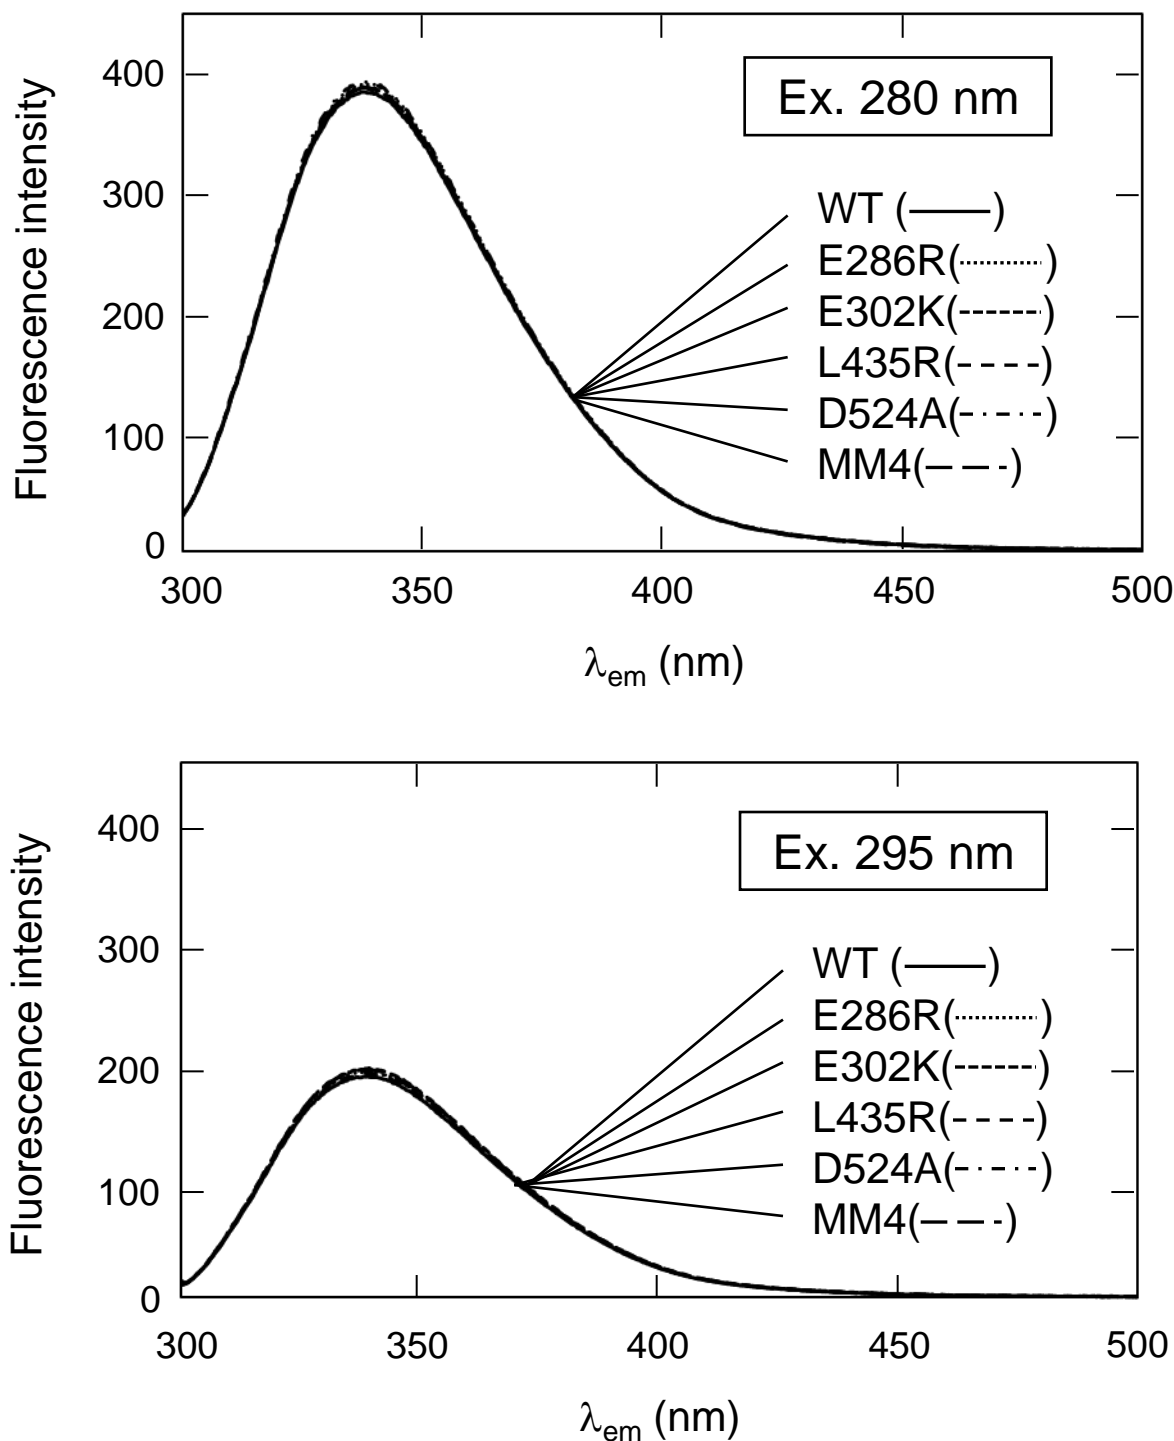 Fluorescence intensity
400
300
200
100
0
Ex. 280 nm
WT (———)
E286R(···········)
E302K(-------)
L435R(– – – –)
D524A(– · – · –)
MM4(— — -)
300 350 400 450 500
λem (nm)
Fluorescence intensity
400
300
200
100
0
Ex. 295 nm
WT (———)
E286R(···········)
E302K(-------)
L435R(– – – –)
D524A(– · – · –)
MM4(— — -)
300 350 400 450 500
λem (nm)